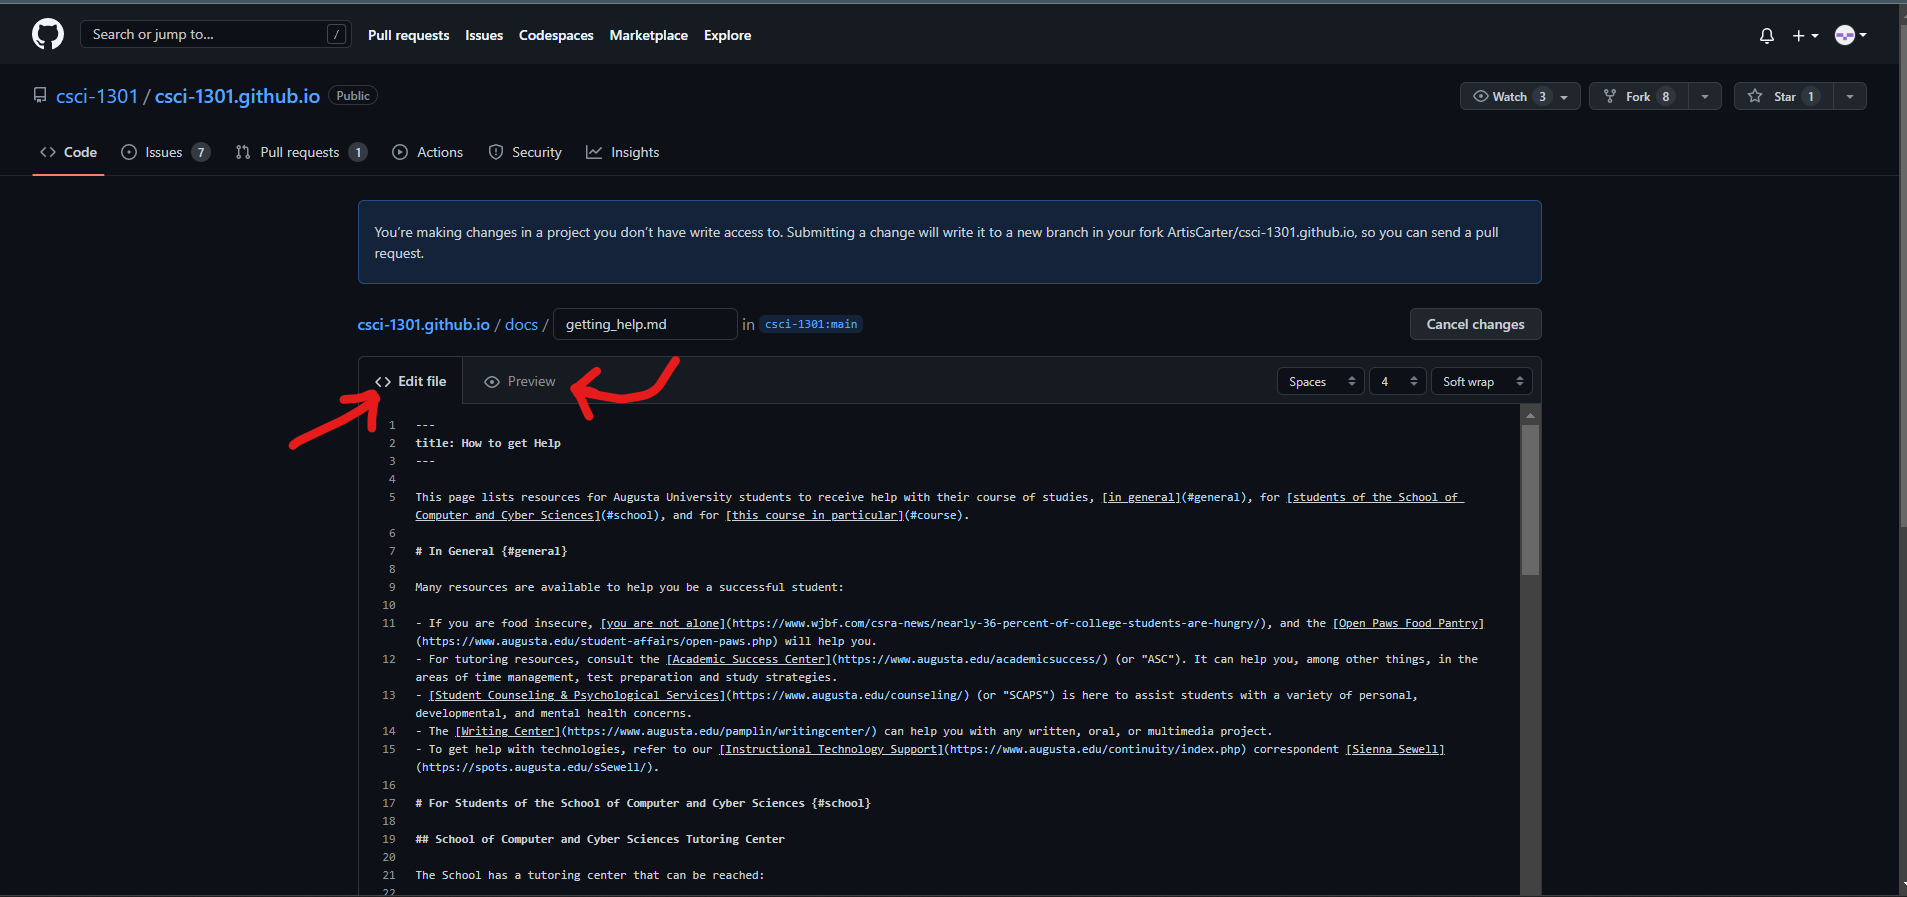 Search or jump to... /
Pull requests Issues Codespaces Marketplace Explore
csci-1301 / csci-1301.github.io Public
Watch 3 Fork 8 Star 1
Code Issues 7 Pull requests 1 Actions Security Insights
You're making changes in a project you don't have write access to. Submitting a change will write it to a new branch in your fork ArtisCarter/csci-1301.github.io, so you can send a pull
request.
csci-1301.github.io / docs / getting_help.md in csci-1301:main Cancel changes
<> Edit file Preview Spaces 4 Soft wrap
1 ---
2 title: How to get Help
3 ---
4
5 This page lists resources for Augusta University students to receive help with their course of studies, [in general](#general), for [students of the School of
Computer and Cyber Sciences](#school), and for [this course in particular](#course).
6
7 # In General {#general}
8
9 Many resources are available to help you be a successful student:
10
11 - If you are food insecure, [you are not alone](https://www.wjbf.com/csra-news/nearly-36-percent-of-college-students-are-hungry/), and the [Open Paws Food Pantry]
(https://www.augusta.edu/student-affairs/open-paws.php) will help you.
12 - For tutoring resources, consult the [Academic Success Center](https://www.augusta.edu/academicsuccess/) (or "ASC"). It can help you, among other things, in the
areas of time management, test preparation and study strategies.
13 - [Student Counseling & Psychological Services](https://www.augusta.edu/counseling/) (or "SCAPS") is here to assist students with a variety of personal,
developmental, and mental health concerns.
14 - The [Writing Center](https://www.augusta.edu/pamplin/writingcenter/) can help you with any written, oral, or multimedia project.
15 - To get help with technologies, refer to our [Instructional Technology Support](https://www.augusta.edu/continuity/index.php) correspondent [Sienna Sewell]
(https://spots.augusta.edu/sSewell/).
16
17 # For Students of the School of Computer and Cyber Sciences {#school}
18
19 ## School of Computer and Cyber Sciences Tutoring Center
20
21 The School has a tutoring center that can be reached:
22